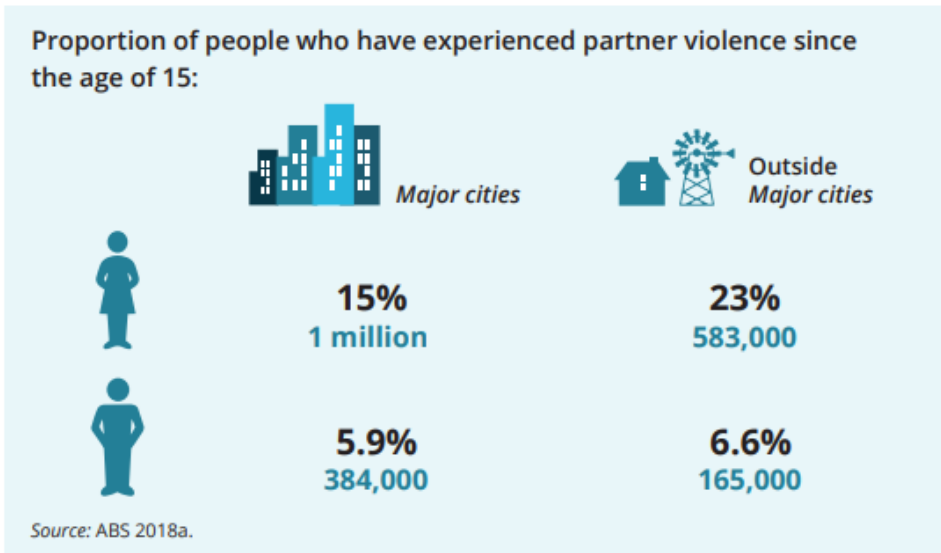 Proportion of people who have experienced partner violence since
the age of 15:
Major cities
Outside
Major cities
15%
23%
1 million
583,000
5.9%
6.6%
384,000
165,000
Source: ABS 2018a.